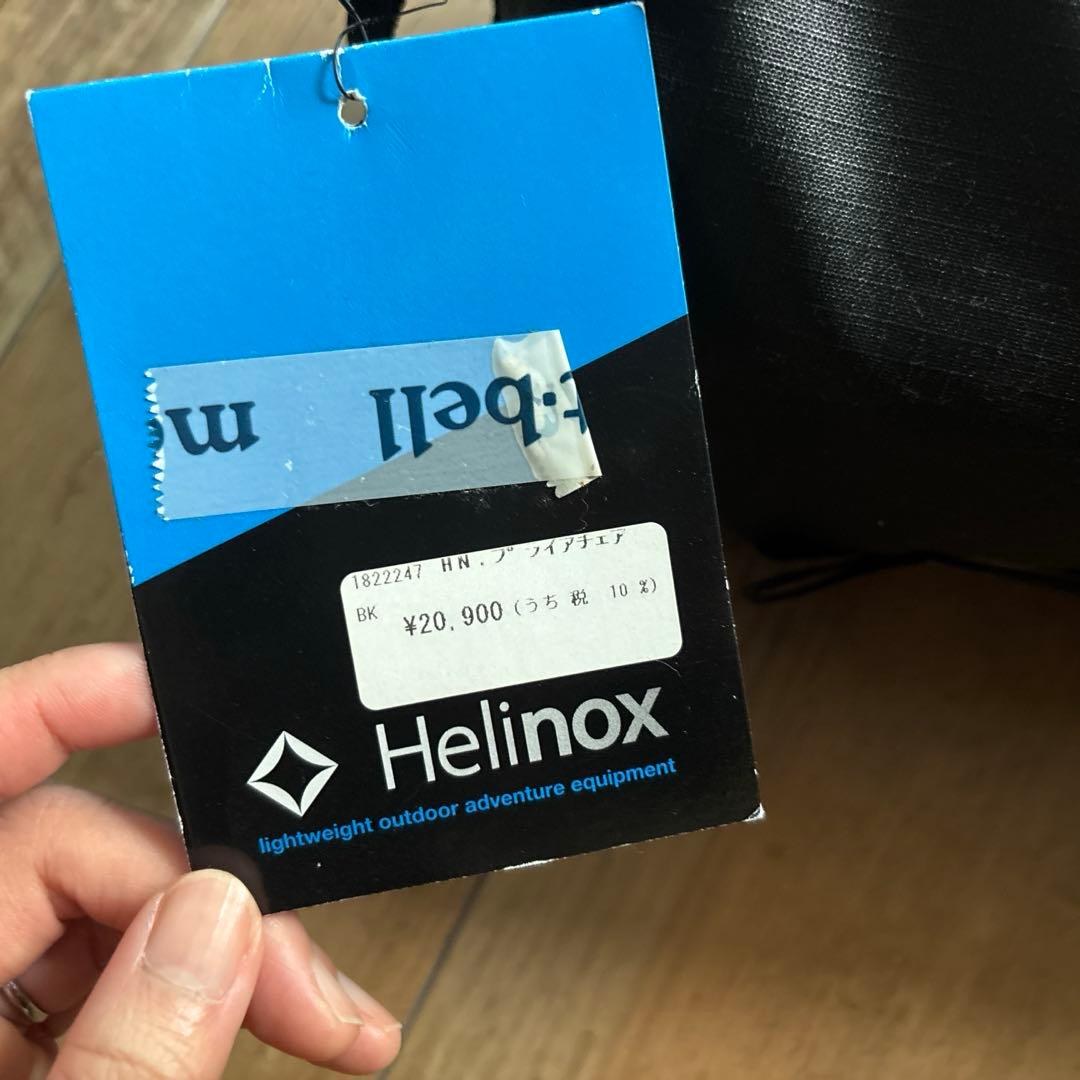 m t·bell m
1822247 HN.プライアチェア
BK ¥20,900(うち税 10 %)
Helinox
lightweight outdoor adventure equipment